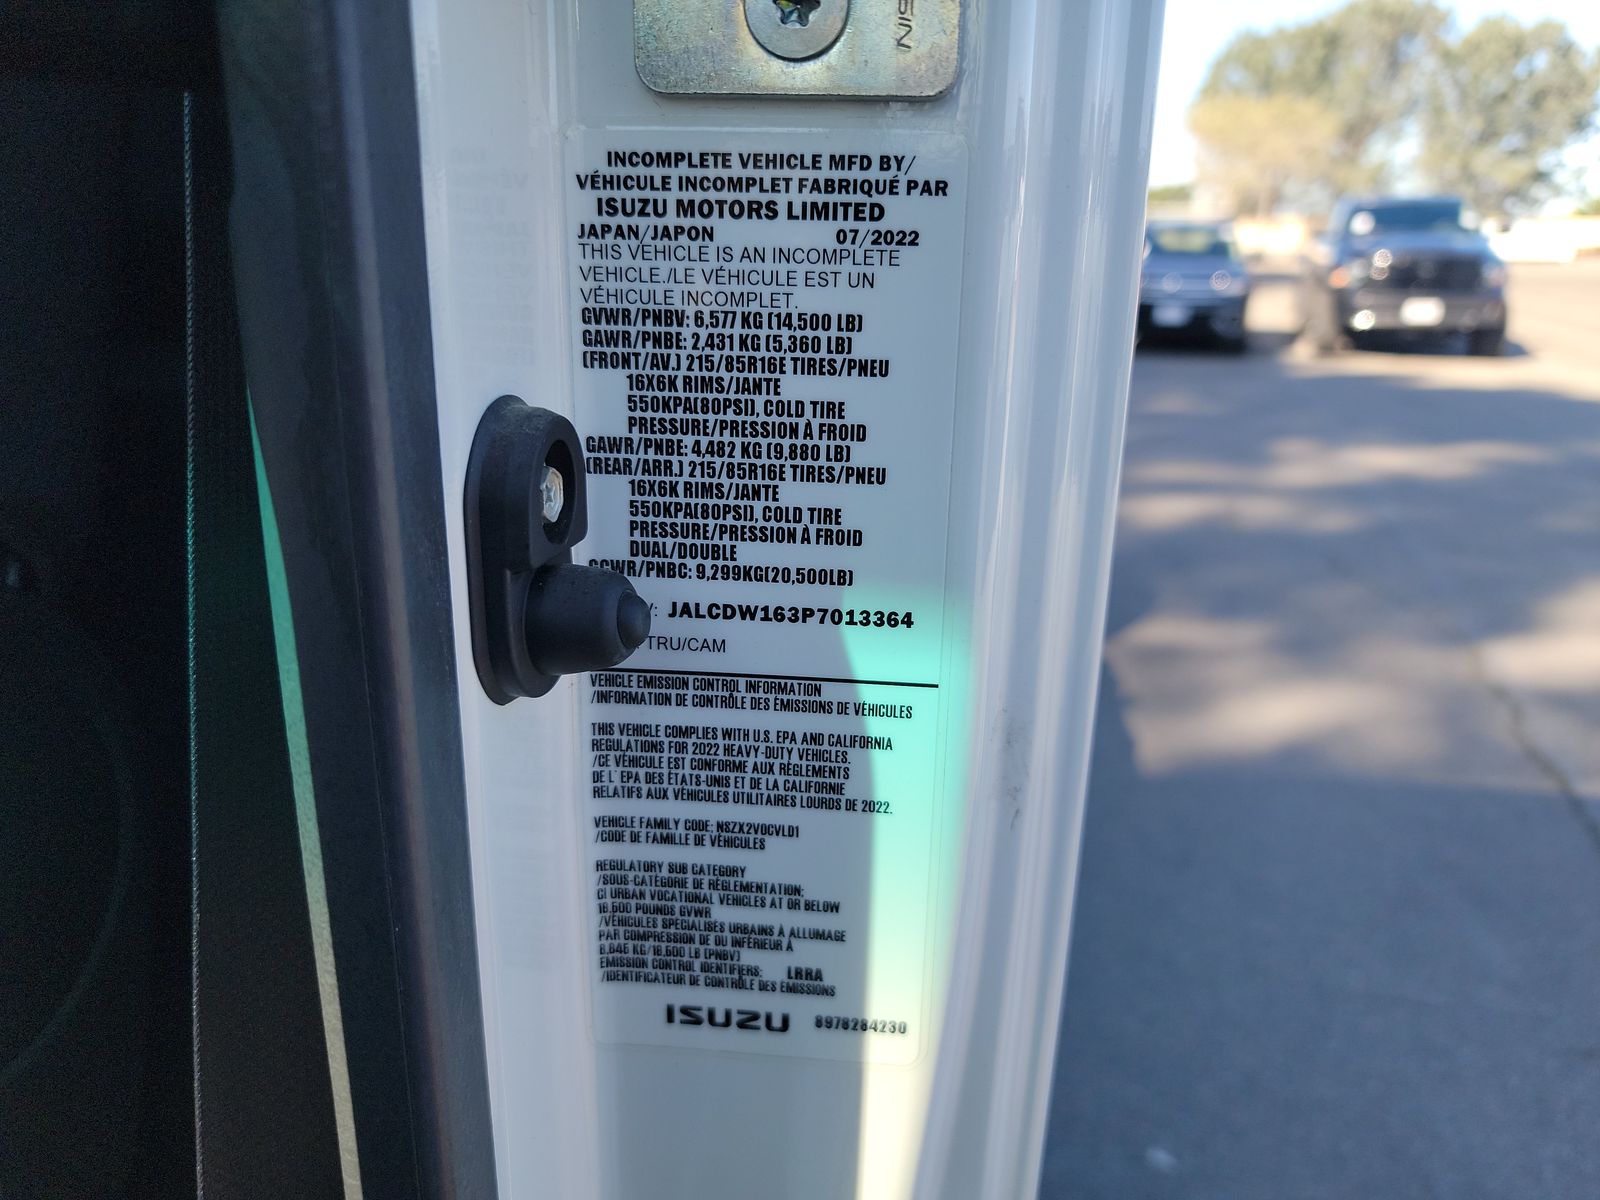 SIN
INCOMPLETE VEHICLE MFD BY/
VÉHICULE INCOMPLET FABRIQUÉ PAR
ISUZU MOTORS LIMITED
JAPAN/JAPON 07/2022
THIS VEHICLE IS AN INCOMPLETE
VEHICLE./LE VÉHICULE EST UN
VÉHICULE INCOMPLET.
GVWR/PNBV: 6,577 KG (14,500 LB)
GAWR/PNBE: 2,431 KG (5,360 LB)
(FRONT/AV.) 215/85R16E TIRES/PNEU
16X6K RIMS/JANTE
550KPA(80PSI), COLD TIRE
PRESSURE/PRESSION À FROID
GAWR/PNBE: 4,482 KG (9,880 LB)
(REAR/ARR.) 215/85R16E TIRES/PNEU
16X6K RIMS/JANTE
550KPA(80PSI), COLD TIRE
PRESSURE/PRESSION À FROID
DUAL/DOUBLE
GCWR/PNBC: 9,299KG(20,500LB)
: JALCDW163P7013364
TRU/CAM
VEHICLE EMISSION CONTROL INFORMATION
/INFORMATION DE CONTRÔLE DES ÉMISSIONS DE VÉHICULES
THIS VEHICLE COMPLIES WITH U.S. EPA AND CALIFORNIA
REGULATIONS FOR 2022 HEAVY-DUTY VEHICLES.
/CE VÉHICULE EST CONFORME AUX RÈGLEMENTS
DE L' EPA DES ÉTATS-UNIS ET DE LA CALIFORNIE
RELATIFS AUX VÉHICULES UTILITAIRES LOURDS DE 2022.
VEHICLE FAMILY CODE: NSZX2VOCVLD1
/CODE DE FAMILLE DE VÉHICULES
REGULATORY SUB CATEGORY
/SOUS-CATÉGORIE DE RÉGLEMENTATION:
CI URBAN VOCATIONAL VEHICLES AT OR BELOW
19,500 POUNDS GVWR
/VÉHICULES SPÉCIALISÉS URBAINS À ALLUMAGE
PAR COMPRESSION DE OU INFÉRIEUR À
8,845 KG/19,500 LB (PNBV)
EMISSION CONTROL IDENTIFIERS: LRRA
/IDENTIFICATEUR DE CONTRÔLE DES ÉMISSIONS
ISUZU 8978284230